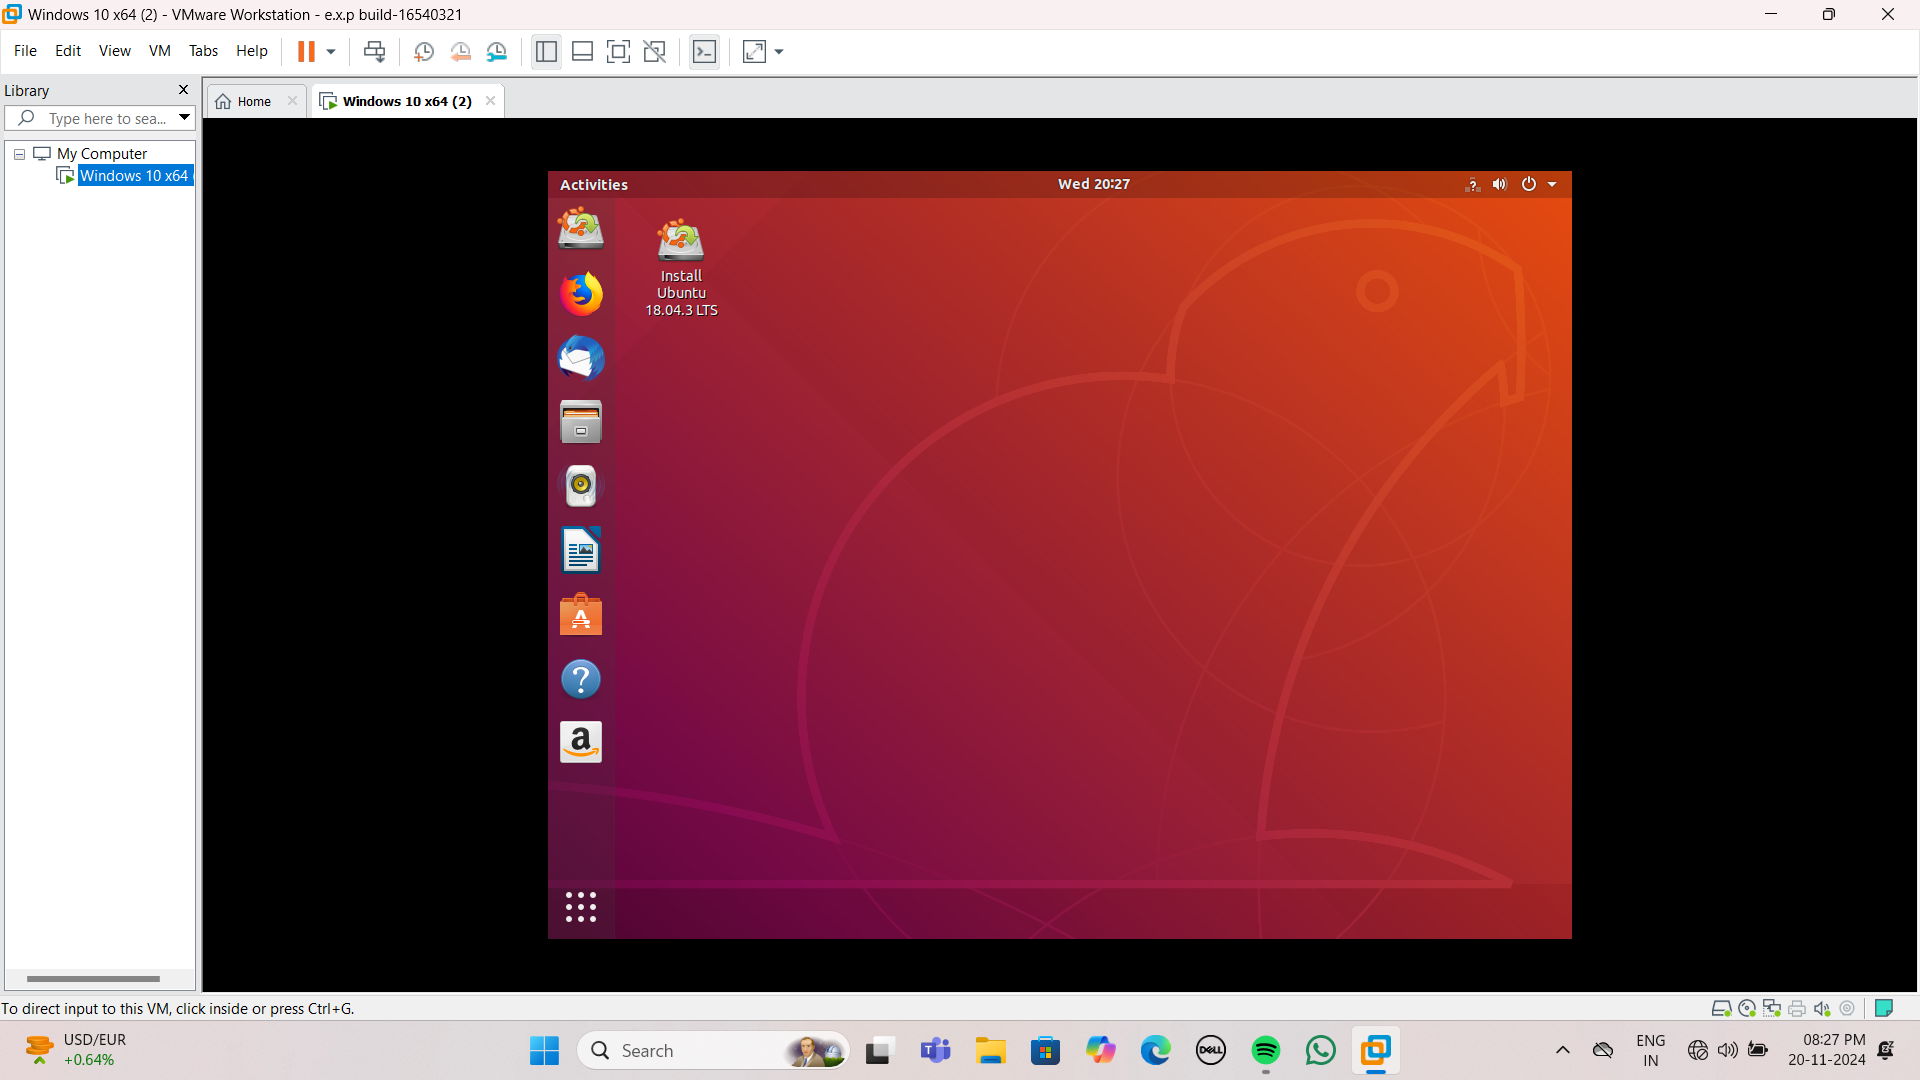 Windows 10 x64 (2) - VMware Workstation - e.x.p build-16540321
File Edit View VM Tabs Help
Library
Type here to sea...
Home
Windows 10 x64 (2)
My Computer
Windows 10 x64
Activities
Wed 20:27
Install
Ubuntu
18.04.3 LTS
To direct input to this VM, click inside or press Ctrl+G.
USD/EUR
+0.64%
Search
DELL
ENG
IN
08:27 PM
20-11-2024